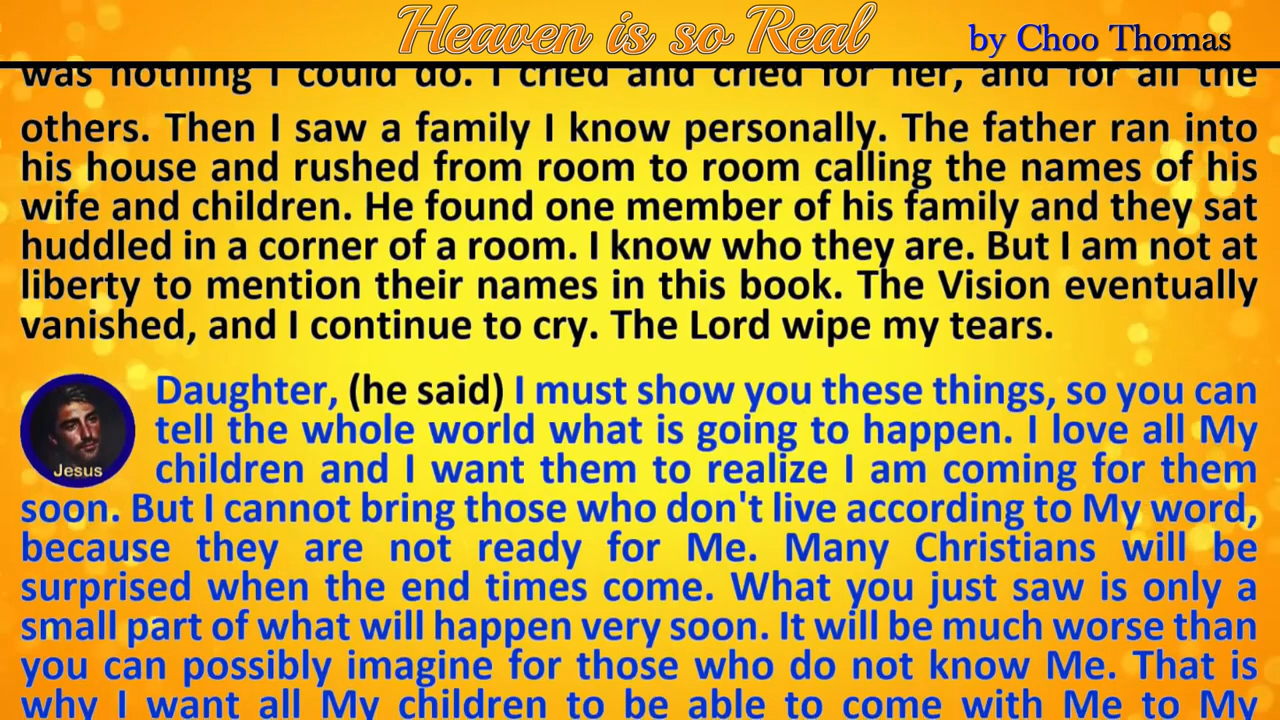 Heaven is so Real
by Choo Thomas
was nothing I could do. I cried and cried for her, and for all the
others. Then I saw a family I know personally. The father ran into
his house and rushed from room to room calling the names of his
wife and children. He found one member of his family and they sat
huddled in a corner of a room. I know who they are. But I am not at
liberty to mention their names in this book. The Vision eventually
vanished, and I continue to cry. The Lord wipe my tears.
Daughter, (he said) I must show you these things, so you can
tell the whole world what is going to happen. I love all My
children and I want them to realize I am coming for them
Jesus
soon. But I cannot bring those who don't live according to My word,
because they are not ready for Me. Many Christians will be
surprised when the end times come. What you just saw is only a
small part of what will happen very soon. It will be much worse than
you can possibly imagine for those who do not know Me. That is
why I want all My children to be able to come with Me to My